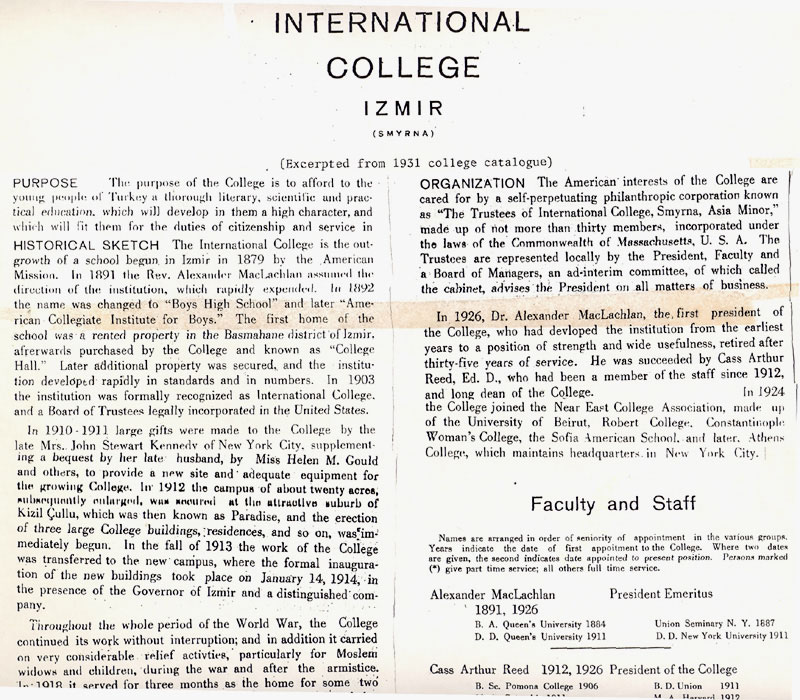 INTERNATIONAL
COLLEGE
IZMIR
(SMYRNA)
(Excerpted from 1931 college catalogue)
PURPOSE The purpose of the College is to afford to the
young people of Turkey a thorough literary, scientific and prac-
tical education, which will develop in them a high character, and
which will fit them for the duties of citizenship and service in
HISTORICAL SKETCH The International College is the out-
growth of a school begun in Izmir in 1879 by the American
Mission. In 1891 the Rev. Alexander MacLachlan assumed the
direction of the institution, which rapidly expended. In 1892
the name was changed to "Boys High School" and later "Ame-
rican Collegiate Institute for Boys." The first home of the
school was a rented property in the Basmahane district of Izmir,
afterwards purchased by the College and known as "College
Hall." Later additional property was secured, and the institu-
tion developed rapidly in standards and in numbers. In 1903
the institution was formally recognized as International College,
and a Board of Trustees legally incorporated in the United States.
In 1910-1911 large gifts were made to the College by the
late Mrs. John Stewart Kennedy of New York City, supplement-
ing a bequest by her late husband, by Miss Helen M. Gould
and others, to provide a new site and adequate equipment for
the growing College. In 1912 the campus of about twenty acres,
subsequently enlarged, was secured at the attractive suburb of
Kizil Çullu, which was then known as Paradise, and the erection
of three large College buildings, residences, and so on, was im-
mediately begun. In the fall of 1913 the work of the College
was transferred to the new campus, where the formal inaugura-
tion of the new buildings took place on January 14, 1914, in
the presence of the Governor of Izmir and a distinguished com-
pany.
Throughout the whole period of the World War, the College
continued its work without interruption; and in addition it carried
on very considerable relief activties, particularly for Moslem
widows and children, during the war and after the armistice.
In 1918 it served for three months as the home for some two
ORGANIZATION The American interests of the College are
cared for by a self-perpetuating philanthropic corporation known
as "The Trustees of International College, Smyrna, Asia Minor,"
made up of not more than thirty members, incorporated under
the laws of the Commonwealth of Massachusetts, U. S. A. The
Trustees are represented locally by the President, Faculty and
a Board of Managers, an ad-interim committee, of which called
the cabinet, advises the President on all matters of business.
In 1926, Dr. Alexander MacLachlan, the first president of
the College, who had devloped the institution from the earliest
years to a position of strength and wide usefulness, retired after
thirty-five years of service. He was succeeded by Cass Arthur
Reed, Ed. D., who had been a member of the staff since 1912,
and long dean of the College. In 1924
the College joined the Near East College Association, made up
of the University of Beirut, Robert College, Constantinople
Woman's College, the Sofia American School, and later, Athens
College, which maintains headquarters in New York City.
Faculty and Staff
Names are arranged in order of seniority of appointment in the various groups.
Years indicate the date of first appoitment to the College. Where two dates
are given, the second indicates date appointed to present position. Persons marked
(*) give part time service; all others full time service.
Alexander MacLachlan President Emeritus
1891, 1926
B. A. Queen's University 1884 Union Seminary N. Y. 1887
D. D. Queen's University 1911 D. D. New York University 1911
Cass Arthur Reed 1912, 1926 President of the College
B. Sc. Pomona College 1906 B. D. Union 1911
M. A. Harvard 1912